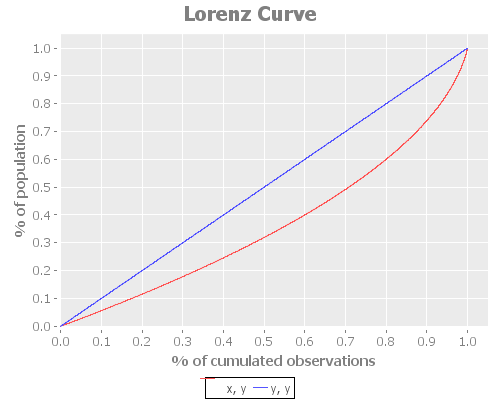 Lorenz Curve
% of population
1.0
0.9
0.8
0.7
0.6
0.5
0.4
0.3
0.2
0.1
0.0
0.0 0.1 0.2 0.3 0.4 0.5 0.6 0.7 0.8 0.9 1.0
% of cumulated observations
x, y y, y